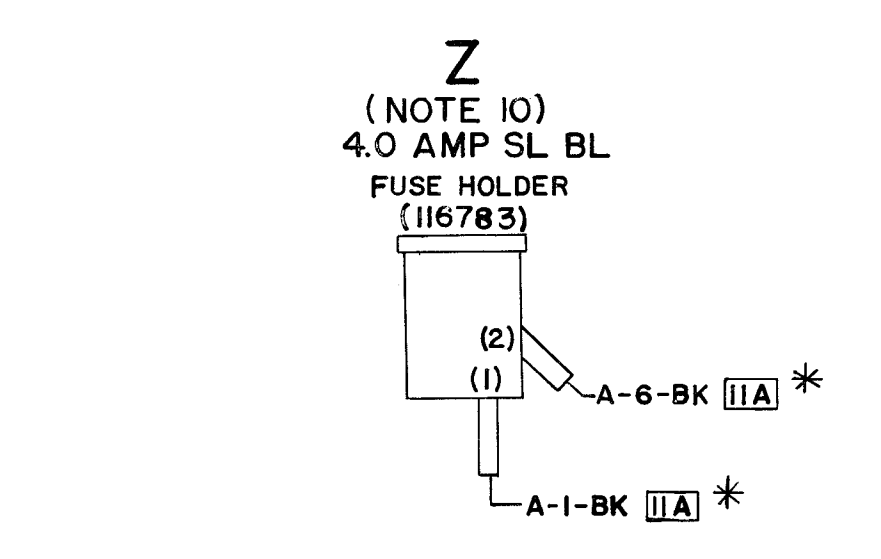 Z
(NOTE 10)
4.0 AMP SL BL
FUSE HOLDER
(116783)
(2)
(1)
A-6-BK 11A *
A-1-BK 11A *